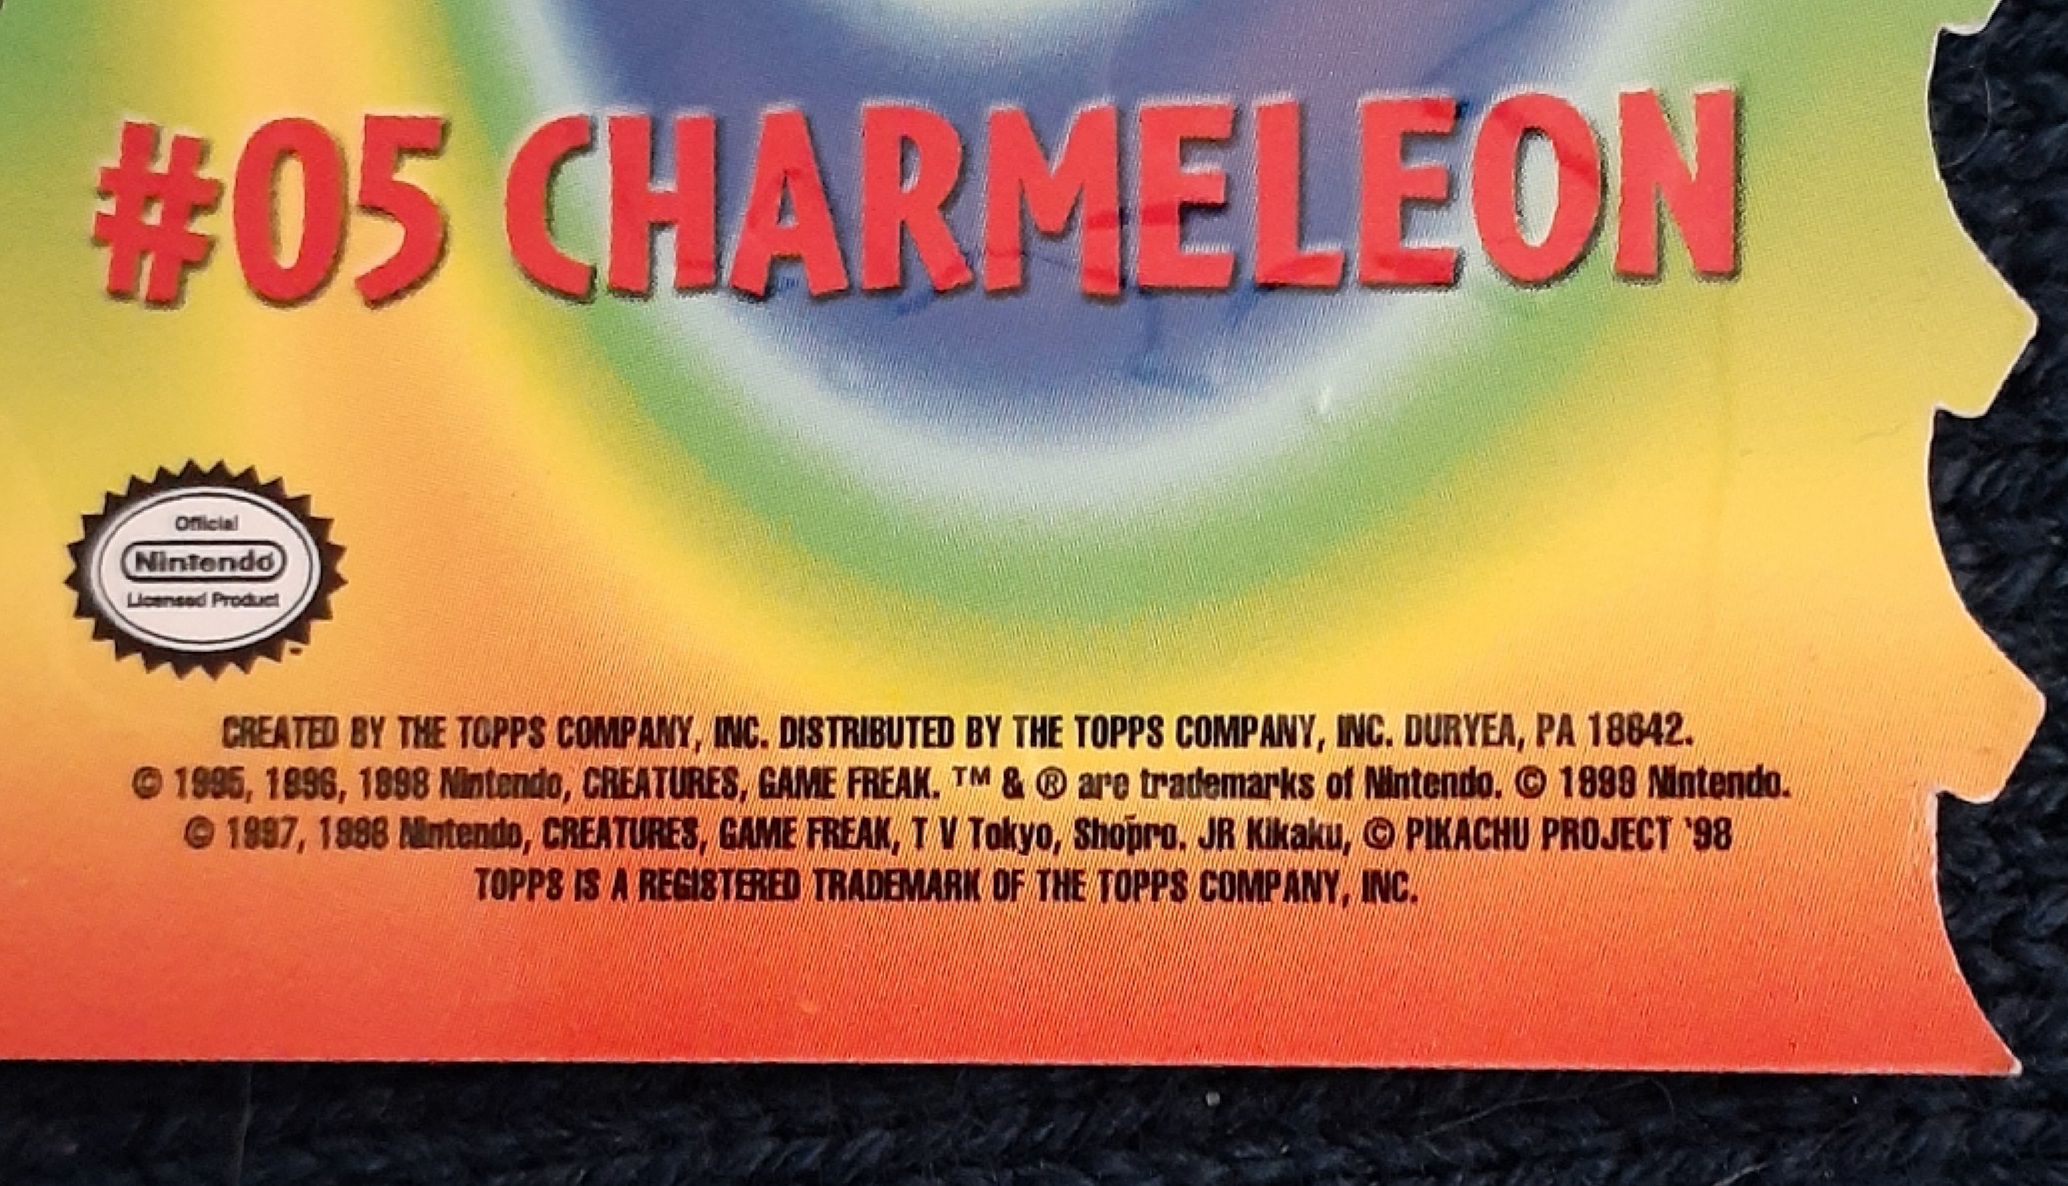 #05 CHARMELEON
Official
Nintendo
Licensed Product
CREATED BY THE TOPPS COMPANY, INC. DISTRIBUTED BY THE TOPPS COMPANY, INC. DURYEA, PA 18642.
© 1995, 1996, 1998 Nintendo, CREATURES, GAME FREAK. ™ & ® are trademarks of Nintendo. © 1999 Nintendo.
© 1997, 1998 Nintendo, CREATURES, GAME FREAK, T V Tokyo, Shopro. JR Kikaku, © PIKACHU PROJECT '98
TOPPS IS A REGISTERED TRADEMARK OF THE TOPPS COMPANY, INC.